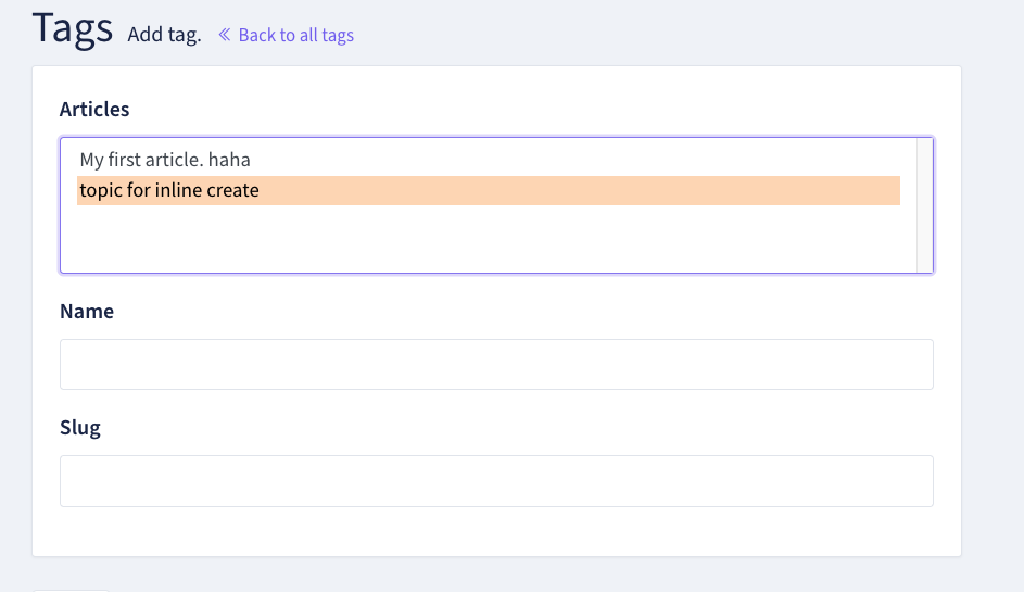 Tags Add tag. « Back to all tags
Articles
My first article. haha
topic for inline create
Name
Slug